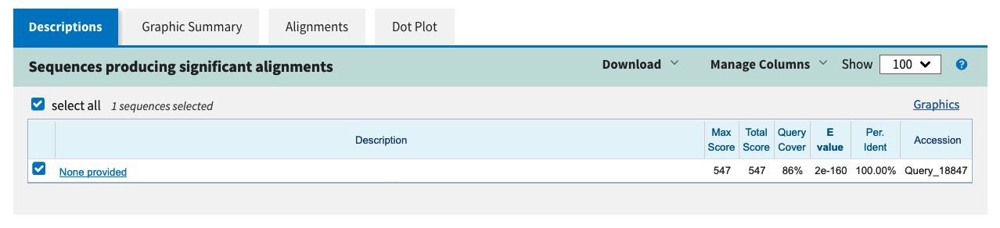 Descriptions Graphic Summary Alignments Dot Plot
Sequences producing significant alignments Download Manage Columns Show 100 ?
select all 1 sequences selected Graphics
Description Max Score Total Score Query Cover E value Per. Ident Accession
None provided 547 547 86% 2e-160 100.00% Query_18847